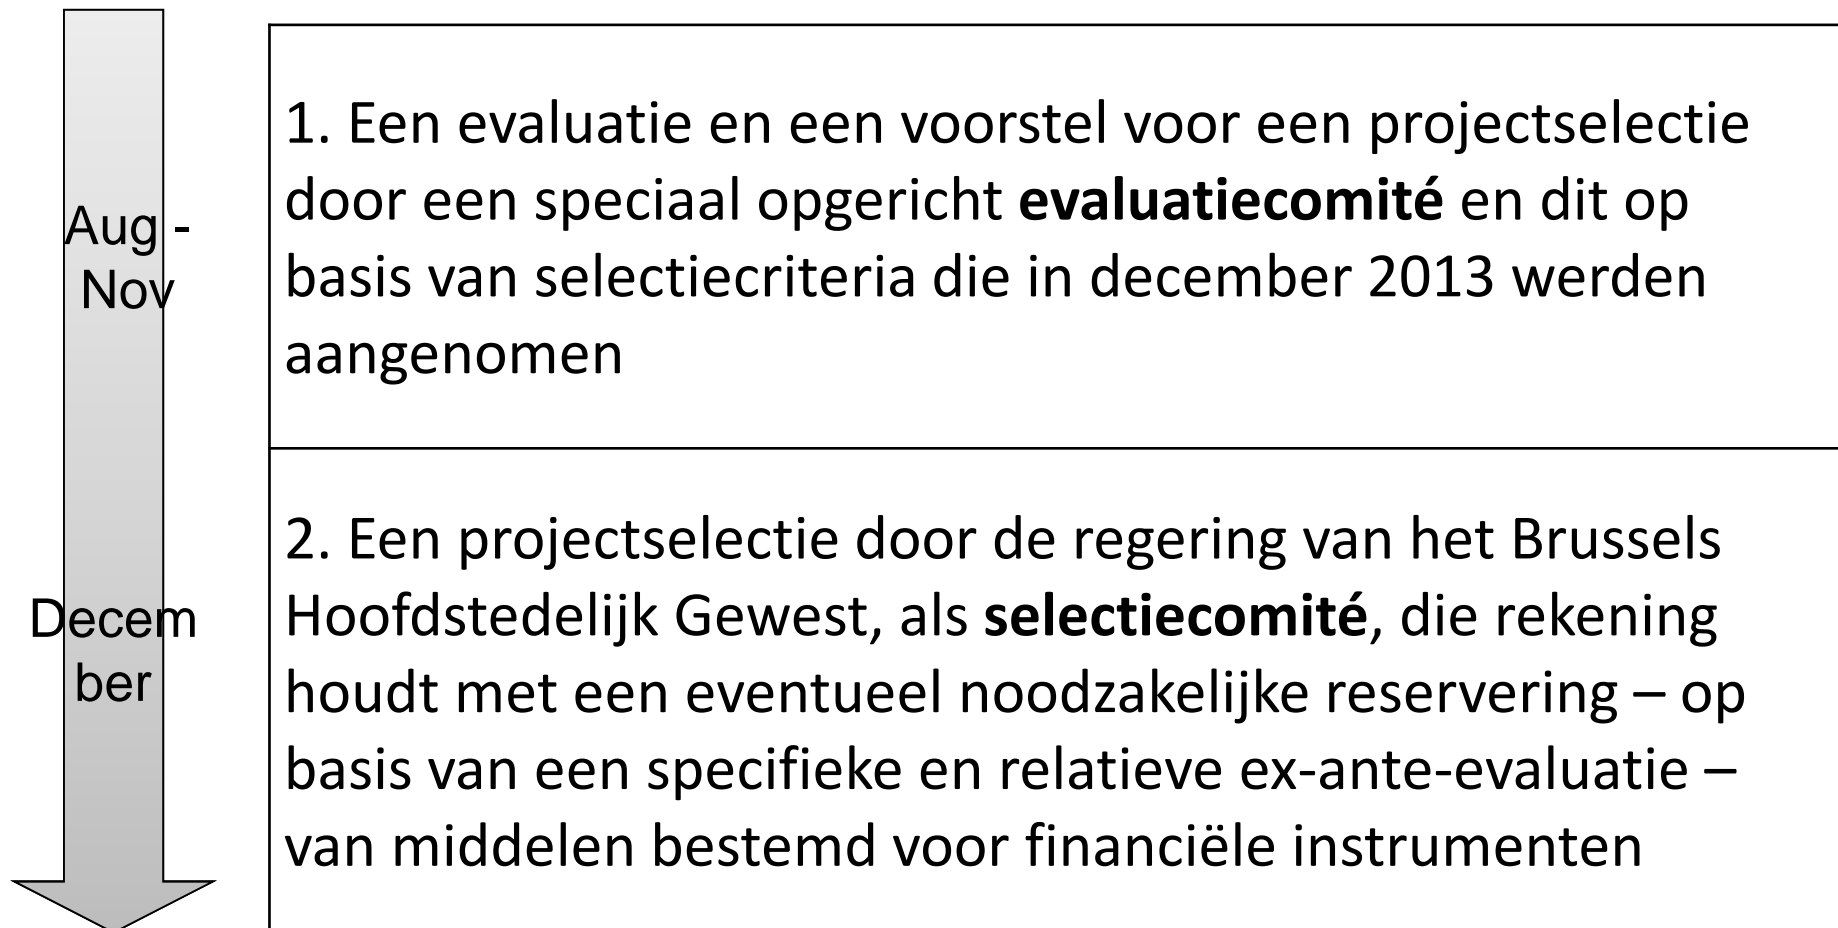 Aug -
Nov
1. Een evaluatie en een voorstel voor een projectselectie
door een speciaal opgericht evaluatiecomité en dit op
basis van selectiecriteria die in december 2013 werden
aangenomen
Decem
ber
2. Een projectselectie door de regering van het Brussels
Hoofdstedelijk Gewest, als selectiecomité, die rekening
houdt met een eventueel noodzakelijke reservering – op
basis van een specifieke en relatieve ex-ante-evaluatie –
van middelen bestemd voor financiële instrumenten